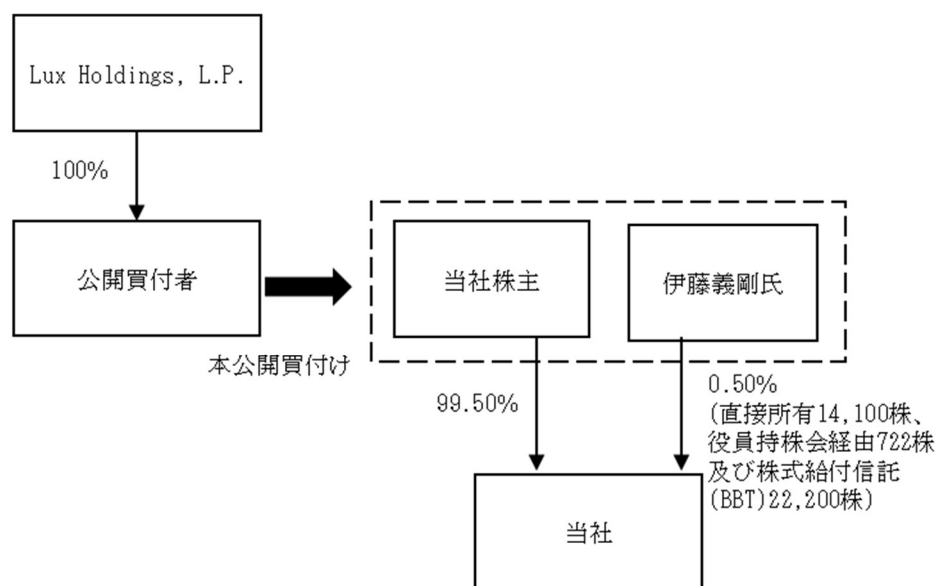 Lux Holdings, L.P.
100%
公開買付者
当社株主
伊藤義剛氏
本公開買付け
99.50%
0.50%
(直接所有14,100株、
役員持株会経由722株
及び株式給付信託
(BBT)22,200株)
当社